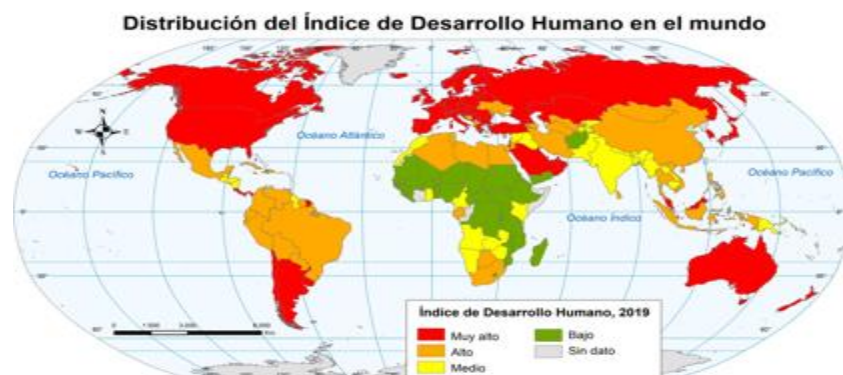 Distribución del Índice de Desarrollo Humano en el mundo
N
Océano Atlántico
Océano Pacífico
Océano Pacífico
Océano Índico
Índice de Desarrollo Humano, 2019
Muy alto
Bajo
Alto
Sin dato
Medio